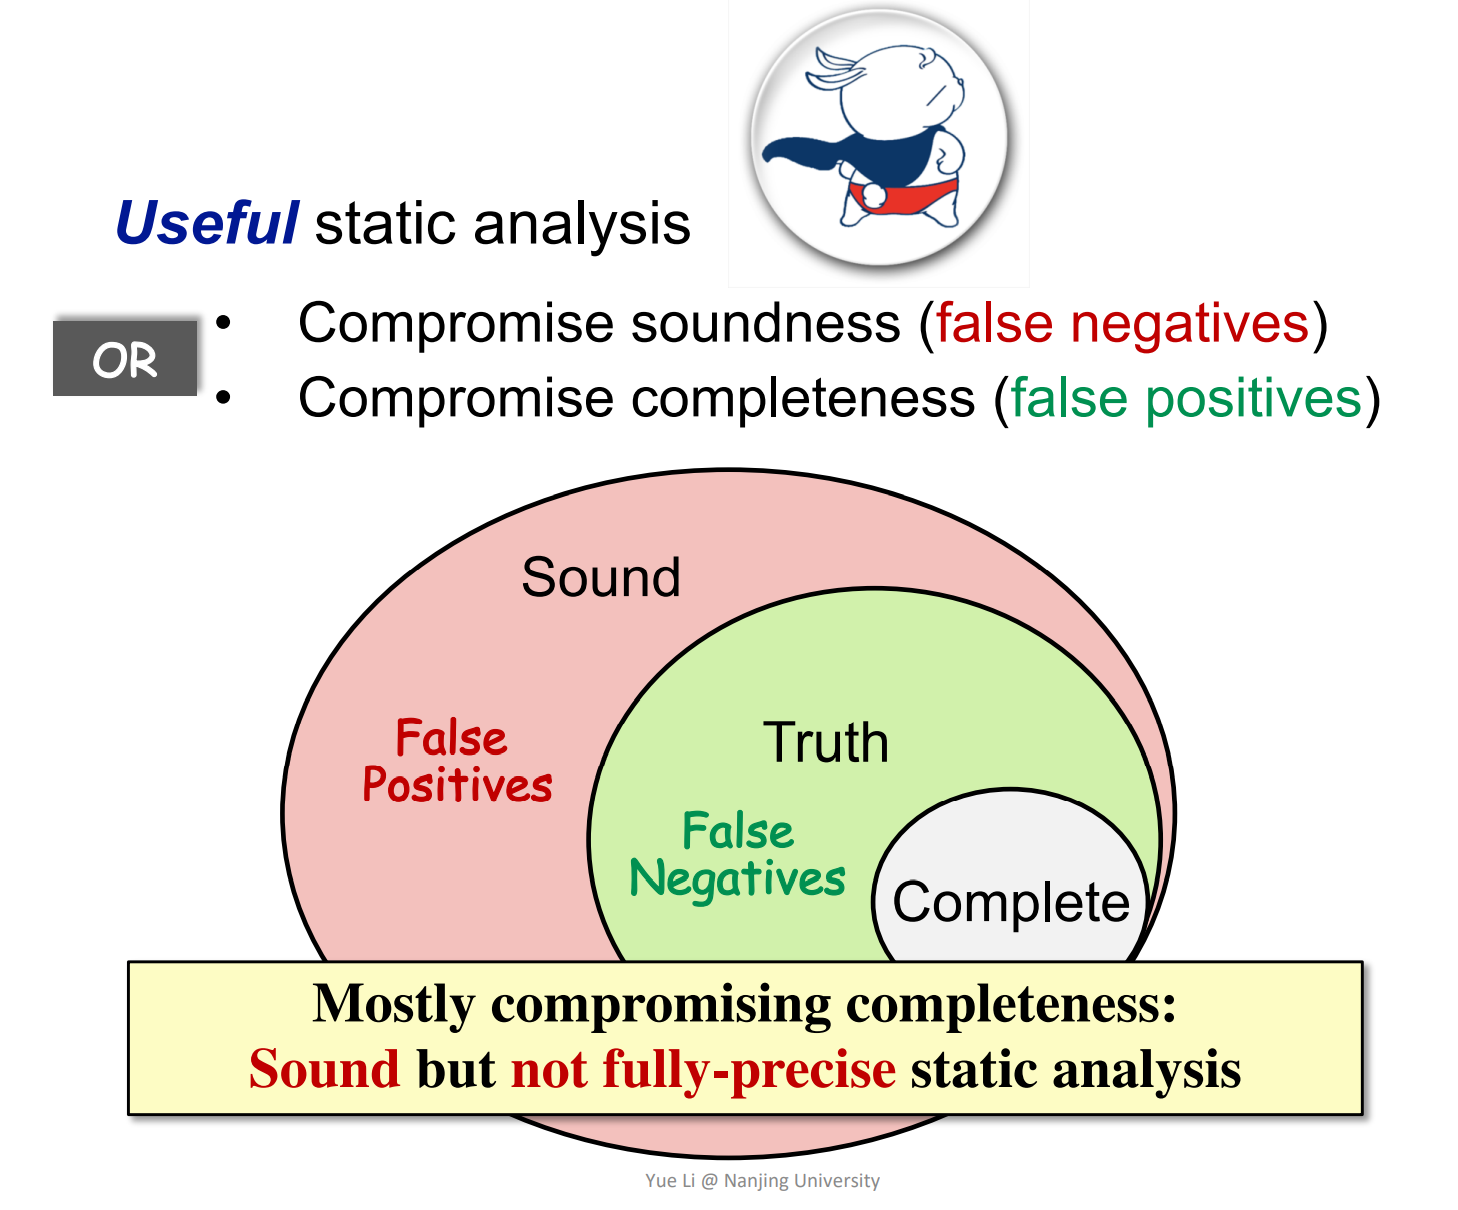 Useful static analysis
OR
• Compromise soundness (false negatives)
• Compromise completeness (false positives)
Sound
False
Positives
Truth
False
Negatives
Complete
Mostly compromising completeness:
Sound but not fully-precise static analysis
Yue Li @ Nanjing University